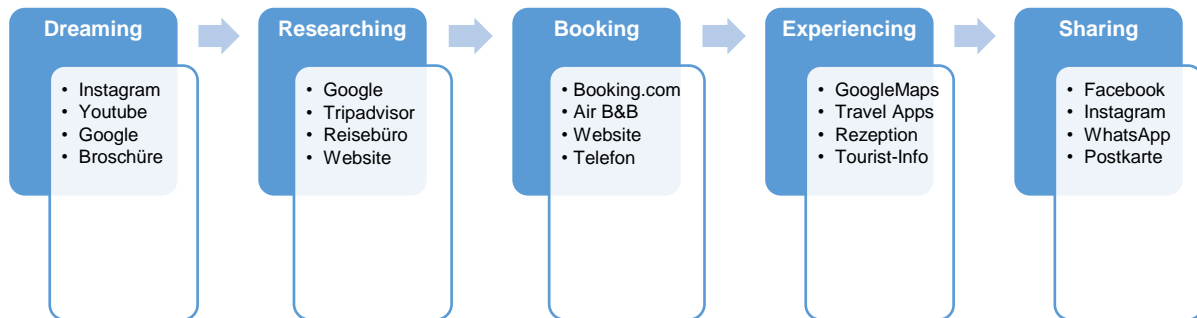 Dreaming
• Instagram
• Youtube
• Google
• Broschüre
Researching
• Google
• Tripadvisor
• Reisebüro
• Website
Booking
• Booking.com
• Air B&B
• Website
• Telefon
Experiencing
• GoogleMaps
• Travel Apps
• Rezeption
• Tourist-Info
Sharing
• Facebook
• Instagram
• WhatsApp
• Postkarte